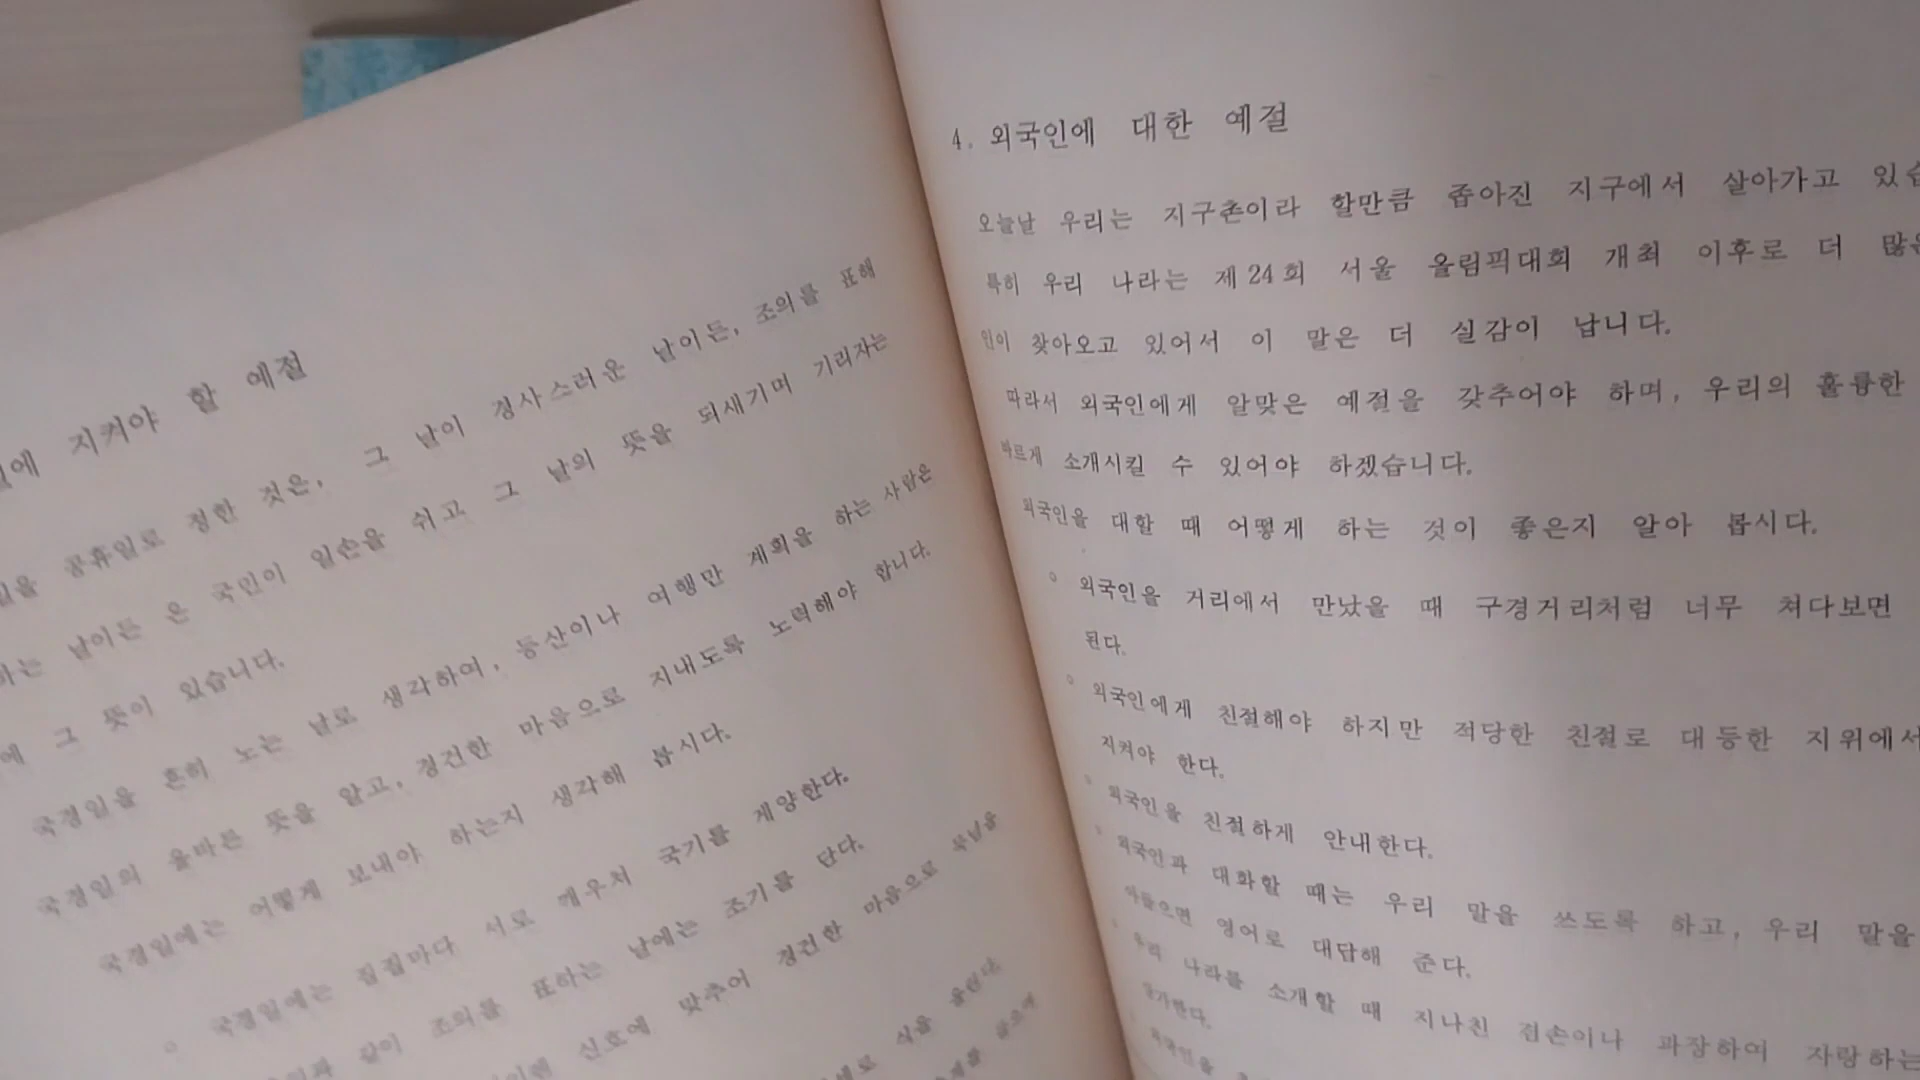 지켜야 할 예절
공휴일로 정한 것은, 그 날이 경사스러운 날이든, 조의를 표해
하는 날이든 온 국민이 일손을 쉬고 그 날의 뜻을 되새기며 기리자는
에 그 뜻이 있습니다.
국경일을 흔히 노는 날로 생각하여, 등산이나 여행만 계획을 하는 사람은
국경일의 올바른 뜻을 알고, 경건한 마음으로 지내도록 노력해야 합니다.
국경일에는 어떻게 보내야 하는지 생각해 봅시다.
○ 국경일에는 집집마다 서로 깨우쳐 국기를 게양한다.
같이 조의를 표하는 날에는 조기를 단다.
신호에 맞추어 경건한 마음으로 묵념을
식을 올린다.
4. 외국인에 대한 예절
오늘날 우리는 지구촌이라 할만큼 좁아진 지구에서 살아가고
특히 우리 나라는 제24회 서울 올림픽대회 개최 이후로 더
찾아오고 있어서 이 말은 더 실감이 납니다.
따라서 외국인에게 알맞은 예절을 갖추어야 하며, 우리의 훌륭한
바르게 소개시킬 수 있어야 하겠습니다.
외국인을 대할 때 어떻게 하는 것이 좋은지 알아 봅시다.
○ 외국인을 거리에서 만났을 때 구경거리처럼 너무 쳐다보면
된다.
○ 외국인에게 친절해야 하지만 적당한 친절로 대등한 지위에서
지켜야 한다.
○ 외국인을 친절하게 안내한다.
○ 외국인과 대화할 때는 우리 말을 쓰도록 하고, 우리 말을
영어로 대답해 준다.
○ 우리 나라를 소개할 때 지나친 겸손이나 과장하여 자랑하는
외국인을